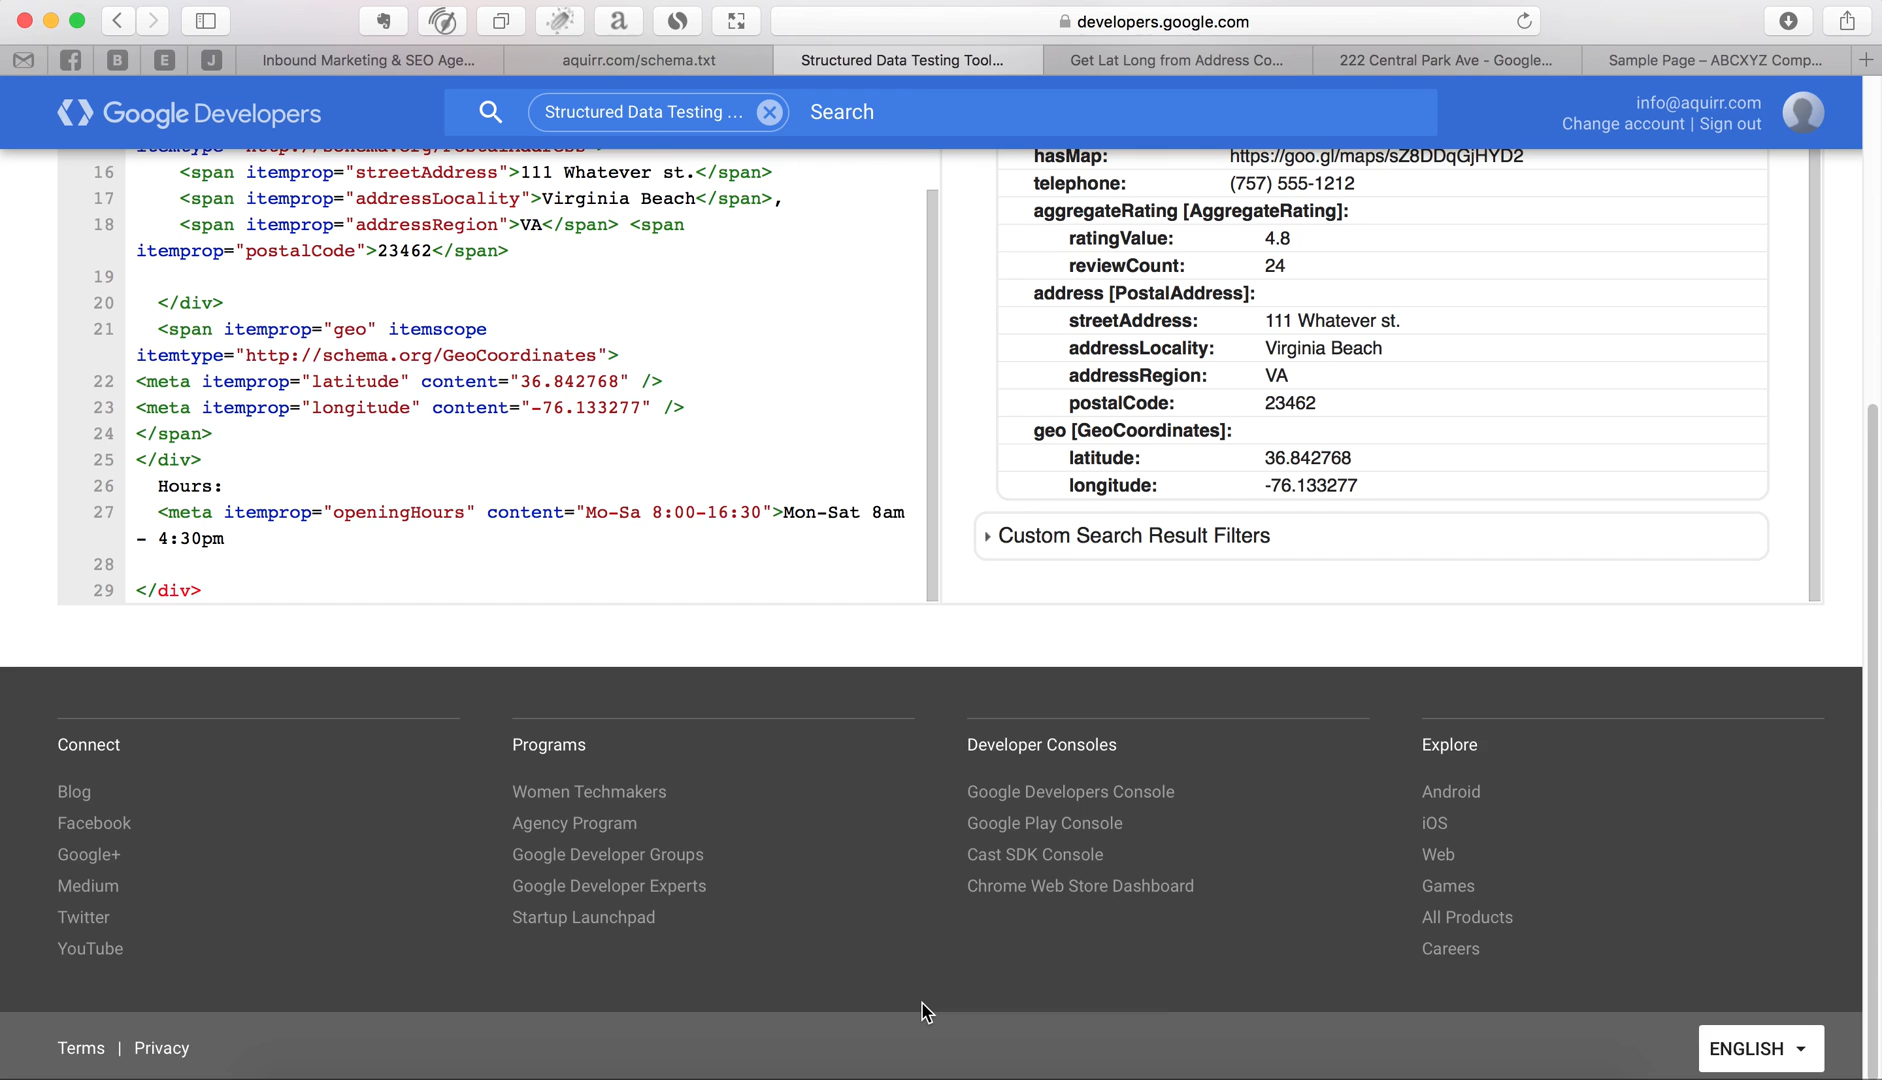 developers.google.com
B
E
J
Inbound Marketing & SEO Age...
aquirr.com/schema.txt
Structured Data Testing Tool...
Get Lat Long from Address Co...
222 Central Park Ave - Google...
Sample Page – ABCXYZ Comp...
Google Developers
Structured Data Testing ...
Search
info@aquirr.com
Change account | Sign out
itemtype="http://schema.org/PostalAddress">
16 <span itemprop="streetAddress">111 Whatever st.</span>
17 <span itemprop="addressLocality">Virginia Beach</span>,
18 <span itemprop="addressRegion">VA</span> <span
itemprop="postalCode">23462</span>
19
20 </div>
21 <span itemprop="geo" itemscope
itemtype="http://schema.org/GeoCoordinates">
22 <meta itemprop="latitude" content="36.842768" />
23 <meta itemprop="longitude" content="-76.133277" />
24 </span>
25 </div>
26 Hours:
27 <meta itemprop="openingHours" content="Mo-Sa 8:00-16:30">Mon-Sat 8am
- 4:30pm
28
29 </div>
hasMap: https://goo.gl/maps/sZ8DDqGjHYD2
telephone: (757) 555-1212
aggregateRating [AggregateRating]:
ratingValue: 4.8
reviewCount: 24
address [PostalAddress]:
streetAddress: 111 Whatever st.
addressLocality: Virginia Beach
addressRegion: VA
postalCode: 23462
geo [GeoCoordinates]:
latitude: 36.842768
longitude: -76.133277
Custom Search Result Filters
Connect
Blog
Facebook
Google+
Medium
Twitter
YouTube
Programs
Women Techmakers
Agency Program
Google Developer Groups
Google Developer Experts
Startup Launchpad
Developer Consoles
Google Developers Console
Google Play Console
Cast SDK Console
Chrome Web Store Dashboard
Explore
Android
iOS
Web
Games
All Products
Careers
Terms | Privacy
ENGLISH